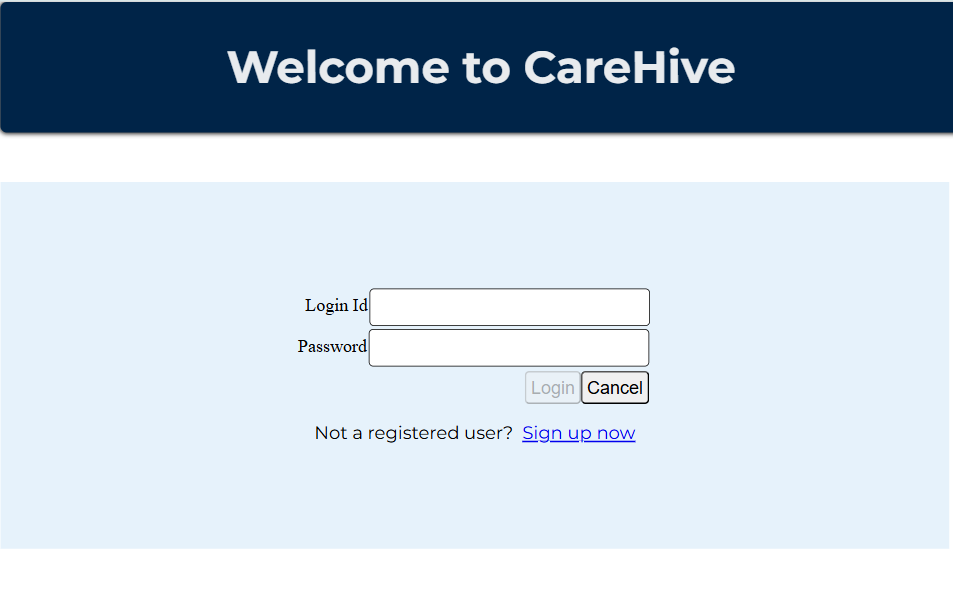 Welcome to CareHive
Login Id
Password
Login Cancel
Not a registered user? Sign up now